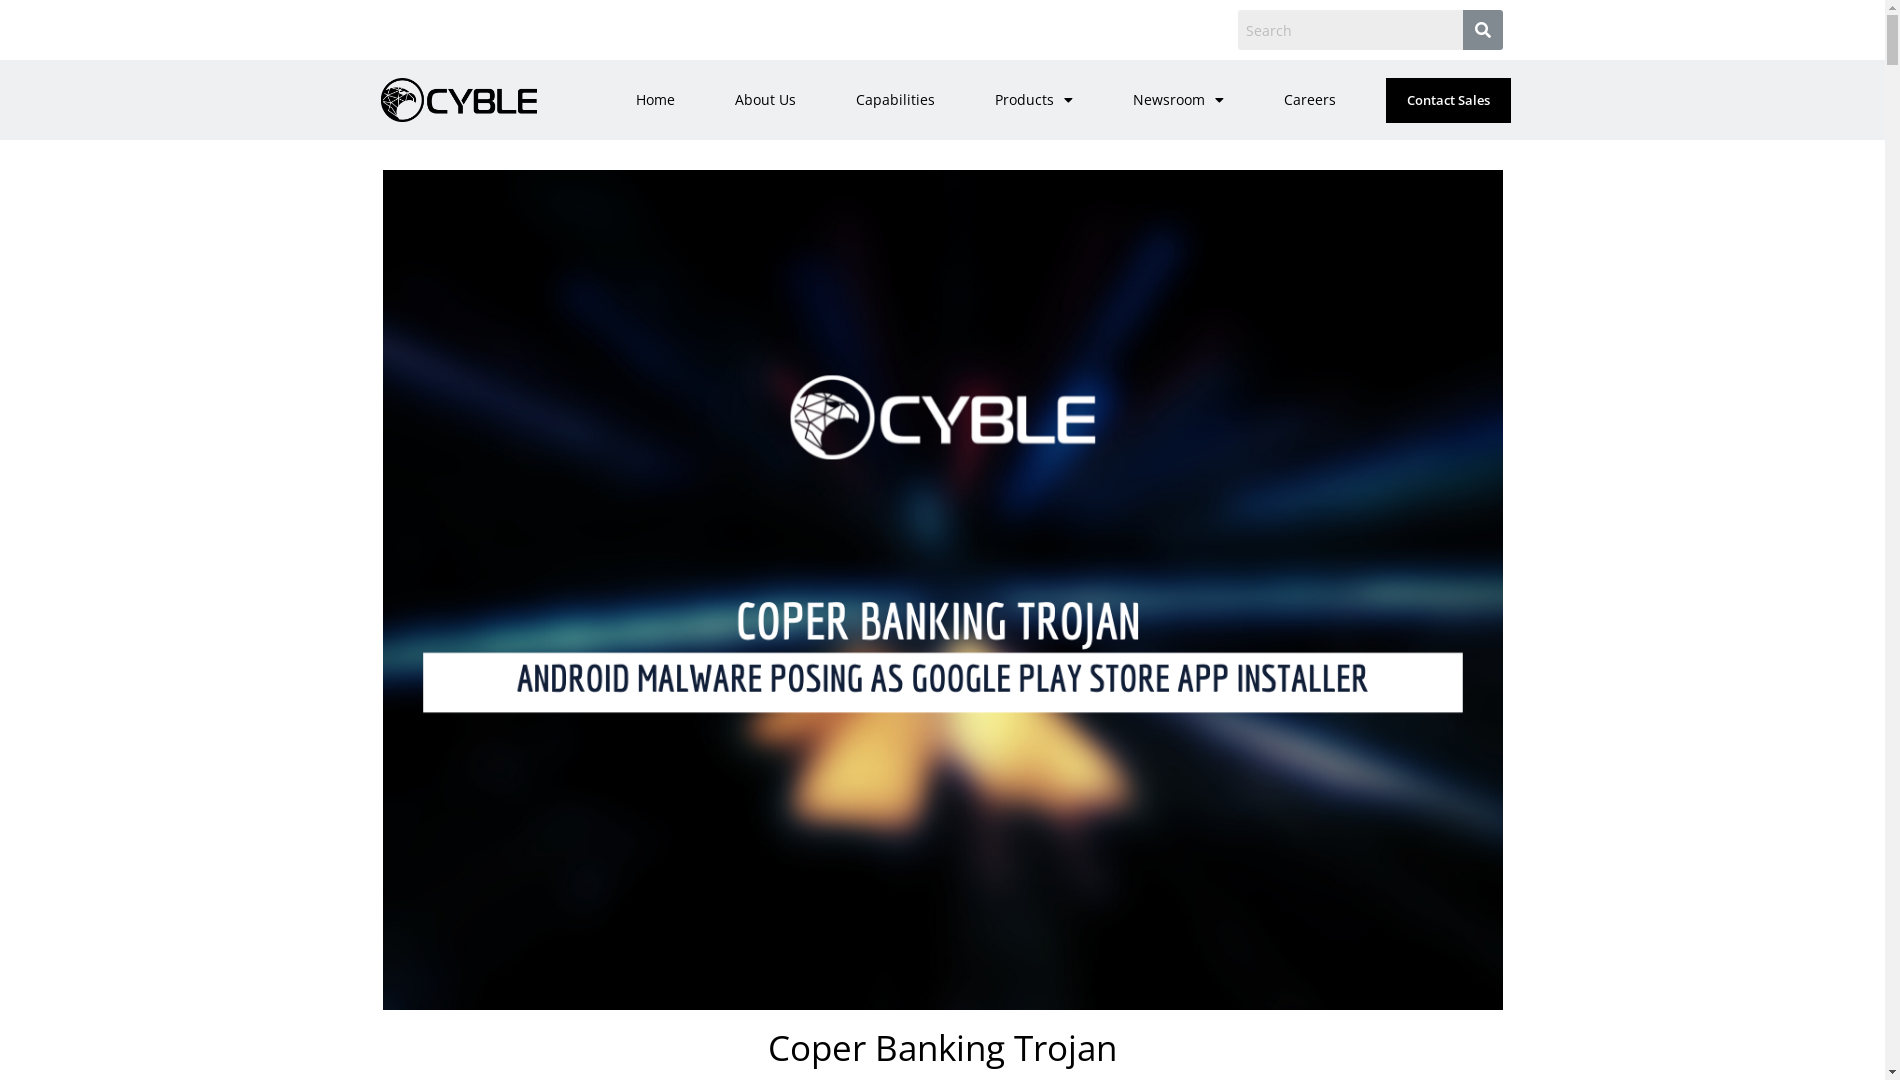 Search
CYBLE
Home
About Us
Capabilities
Products
Newsroom
Careers
Contact Sales
CYBLE
COPER BANKING TROJAN
ANDROID MALWARE POSING AS GOOGLE PLAY STORE APP INSTALLER
Coper Banking Trojan